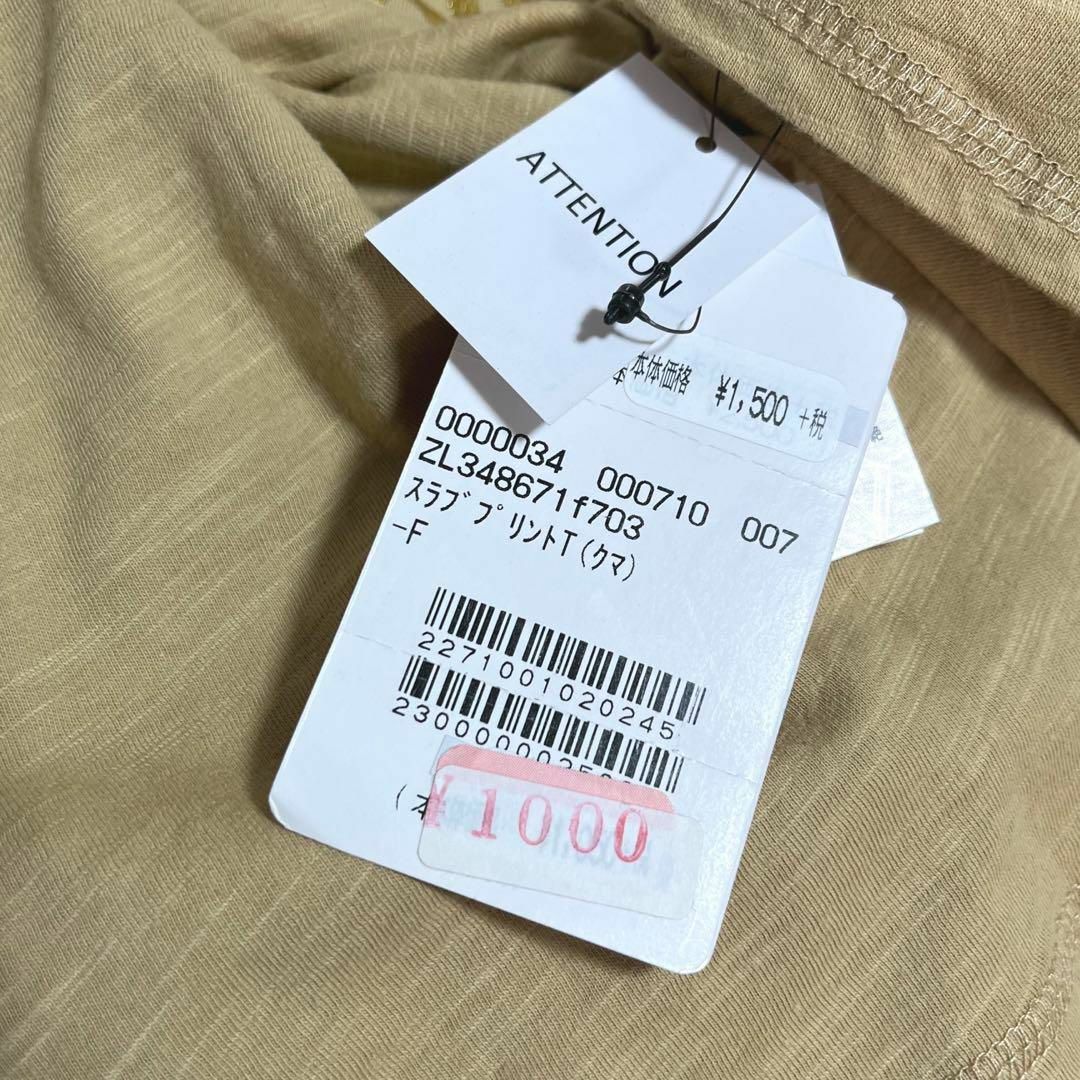 ATTENTION
本体価格 ¥1,500 +税
0000034 000710 007
ZL348671f703
スラブプリントT(クマ)
-F
2271001020245
¥1000